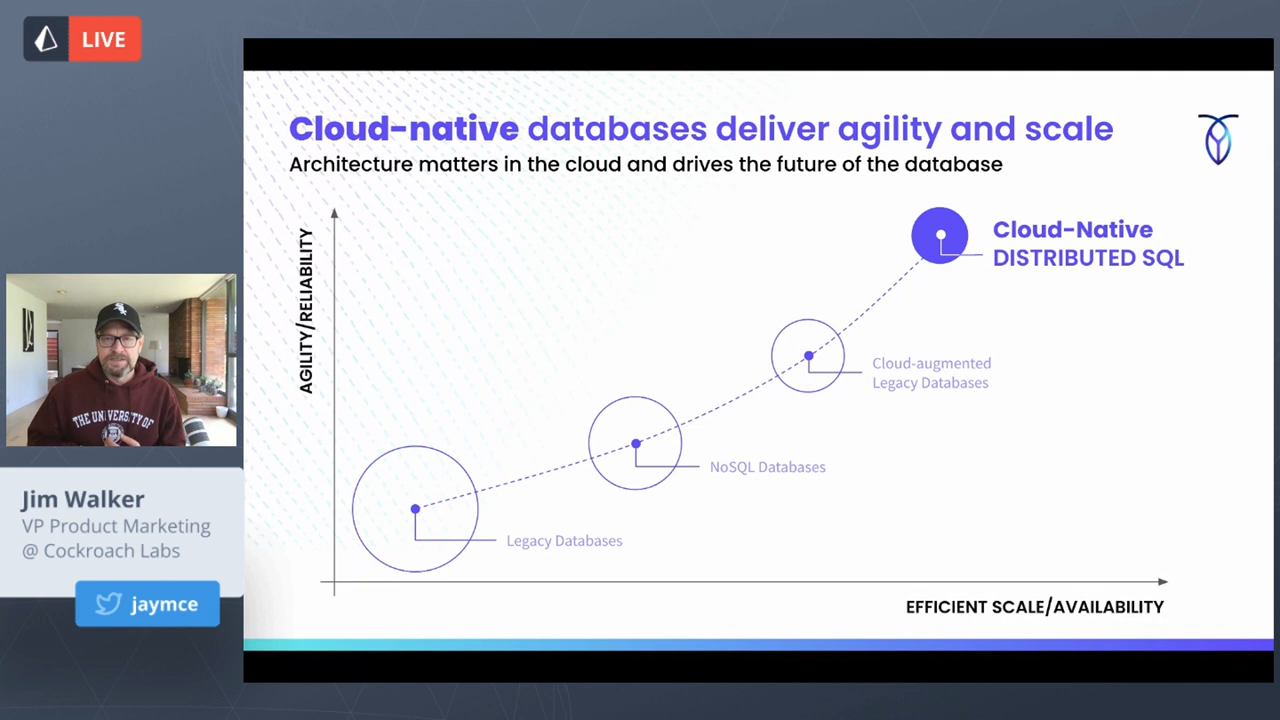 LIVE
Cloud-native databases deliver agility and scale
Architecture matters in the cloud and drives the future of the database
AGILITY/RELIABILITY
Cloud-Native
DISTRIBUTED SQL
Cloud-augmented
Legacy Databases
NoSQL Databases
Legacy Databases
EFFICIENT SCALE/AVAILABILITY
THE UNIVERSITY OF
Jim Walker
VP Product Marketing
@ Cockroach Labs
jaymce